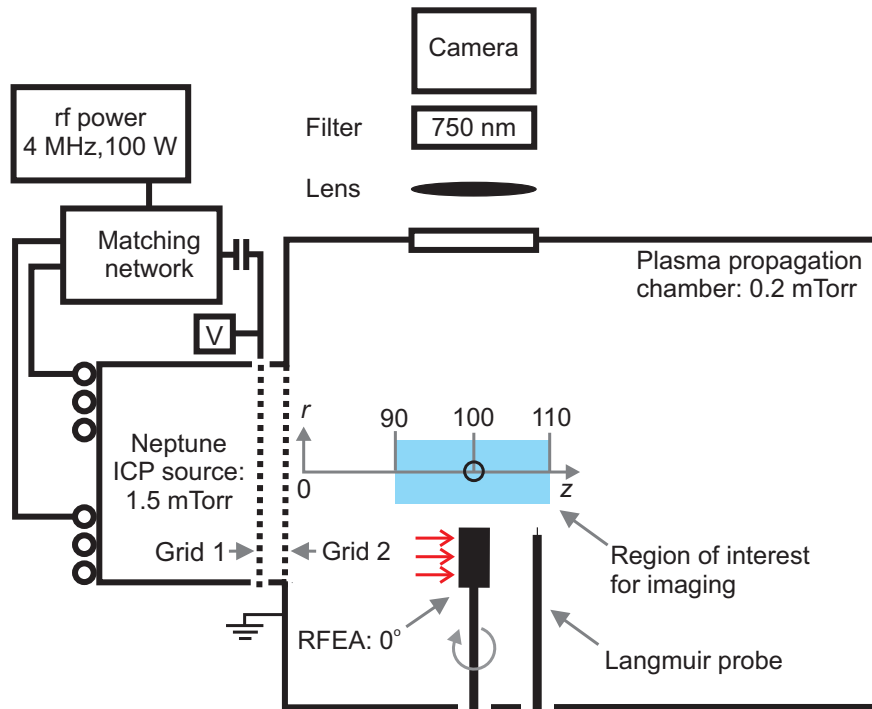 Camera
rf power
4 MHz,100 W
Filter
750 nm
Lens
Matching
network
Plasma propagation
chamber: 0.2 mTorr
V
r
90
100
110
Neptune
ICP source:
1.5 mTorr
0
z
Grid 1
Grid 2
Region of interest
for imaging
RFEA: 0°
Langmuir probe